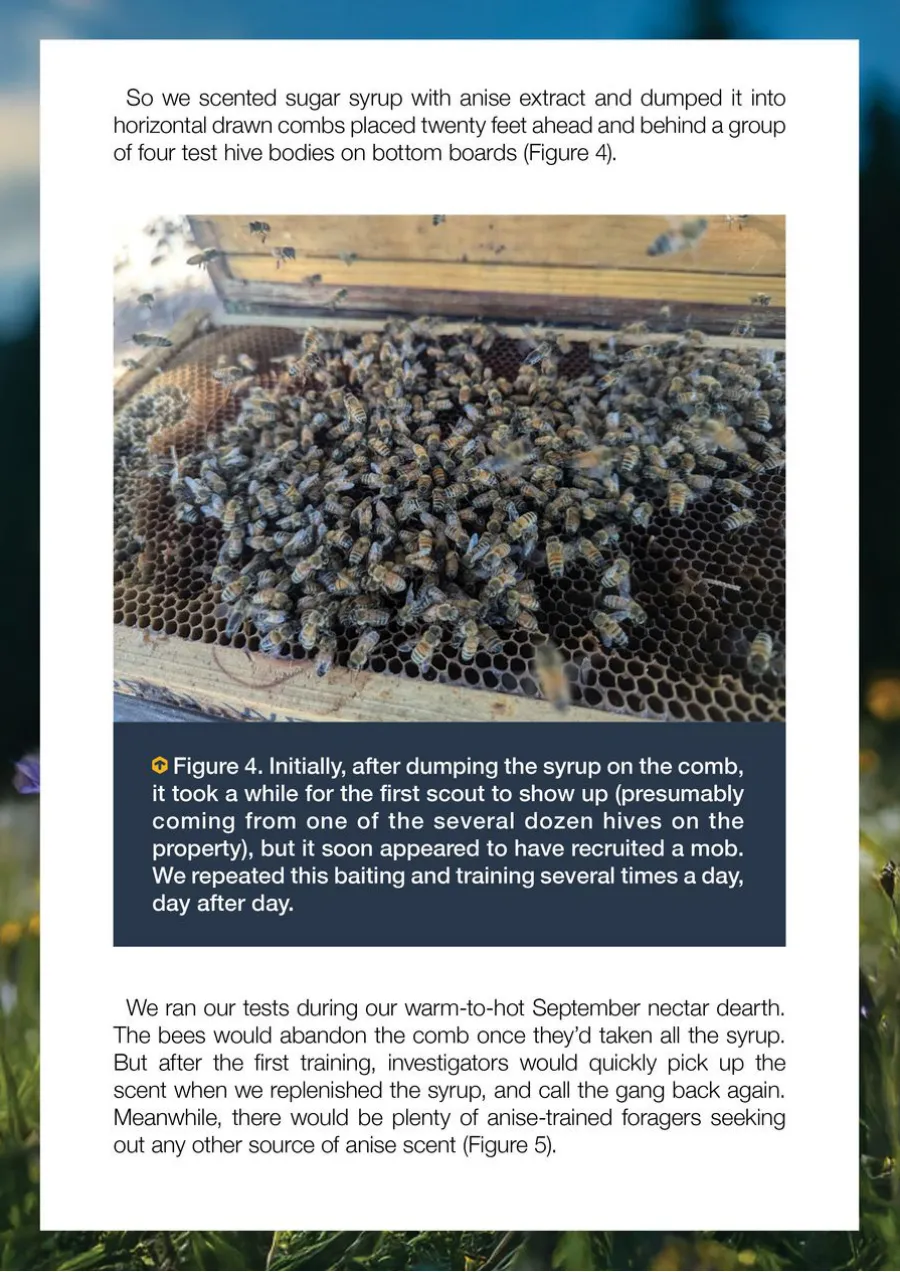 So we scented sugar syrup with anise extract and dumped it into
horizontal drawn combs placed twenty feet ahead and behind a group
of four test hive bodies on bottom boards (Figure 4).
Figure 4. Initially, after dumping the syrup on the comb,
it took a while for the first scout to show up (presumably
coming from one of the several dozen hives on the
property), but it soon appeared to have recruited a mob.
We repeated this baiting and training several times a day,
day after day.
We ran our tests during our warm-to-hot September nectar dearth.
The bees would abandon the comb once they’d taken all the syrup.
But after the first training, investigators would quickly pick up the
scent when we replenished the syrup, and call the gang back again.
Meanwhile, there would be plenty of anise-trained foragers seeking
out any other source of anise scent (Figure 5).